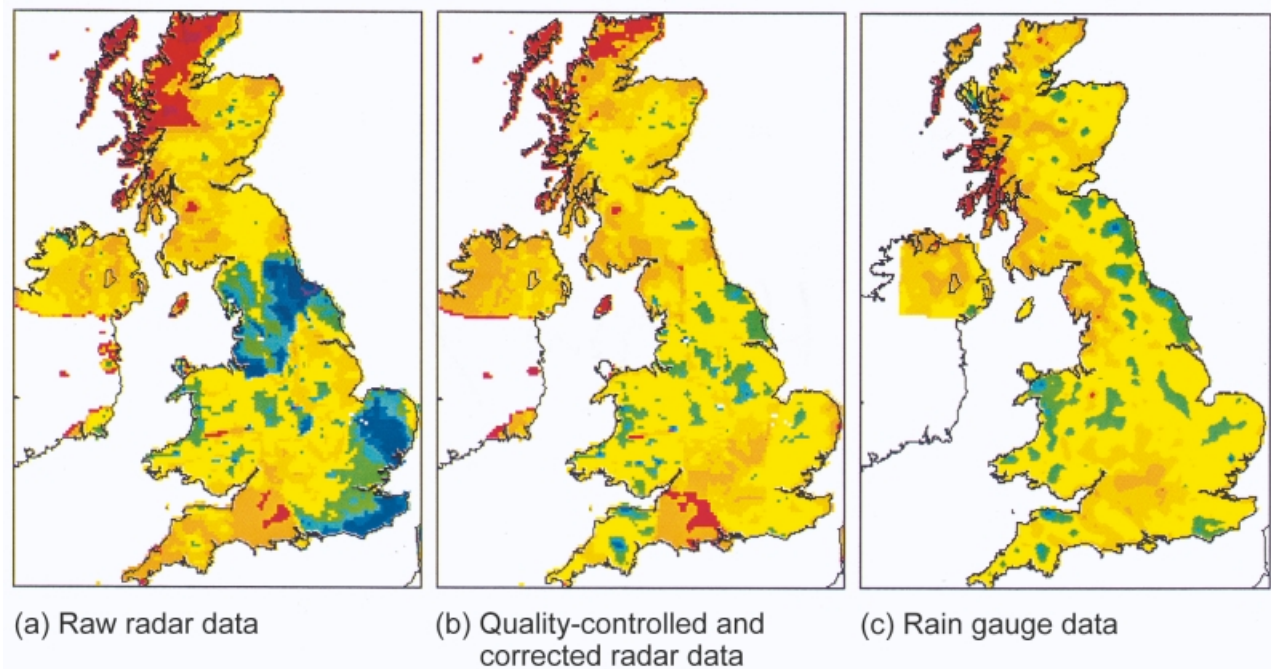 (a) Raw radar data
(b) Quality-controlled and
corrected radar data
(c) Rain gauge data